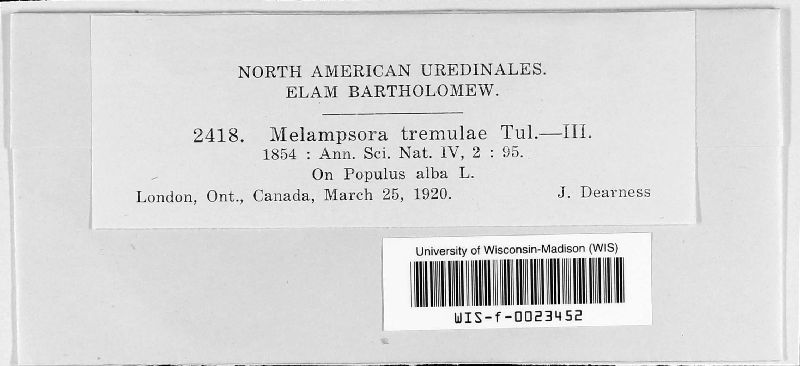 NORTH AMERICAN UREDINALES.
ELAM BARTHOLOMEW.
2418. Melampsora tremulae Tul.—III.
1854 : Ann. Sci. Nat. IV, 2 : 95.
On Populus alba L.
London, Ont., Canada, March 25, 1920. J. Dearness
University of Wisconsin-Madison (WIS)
WIS-f-0023452